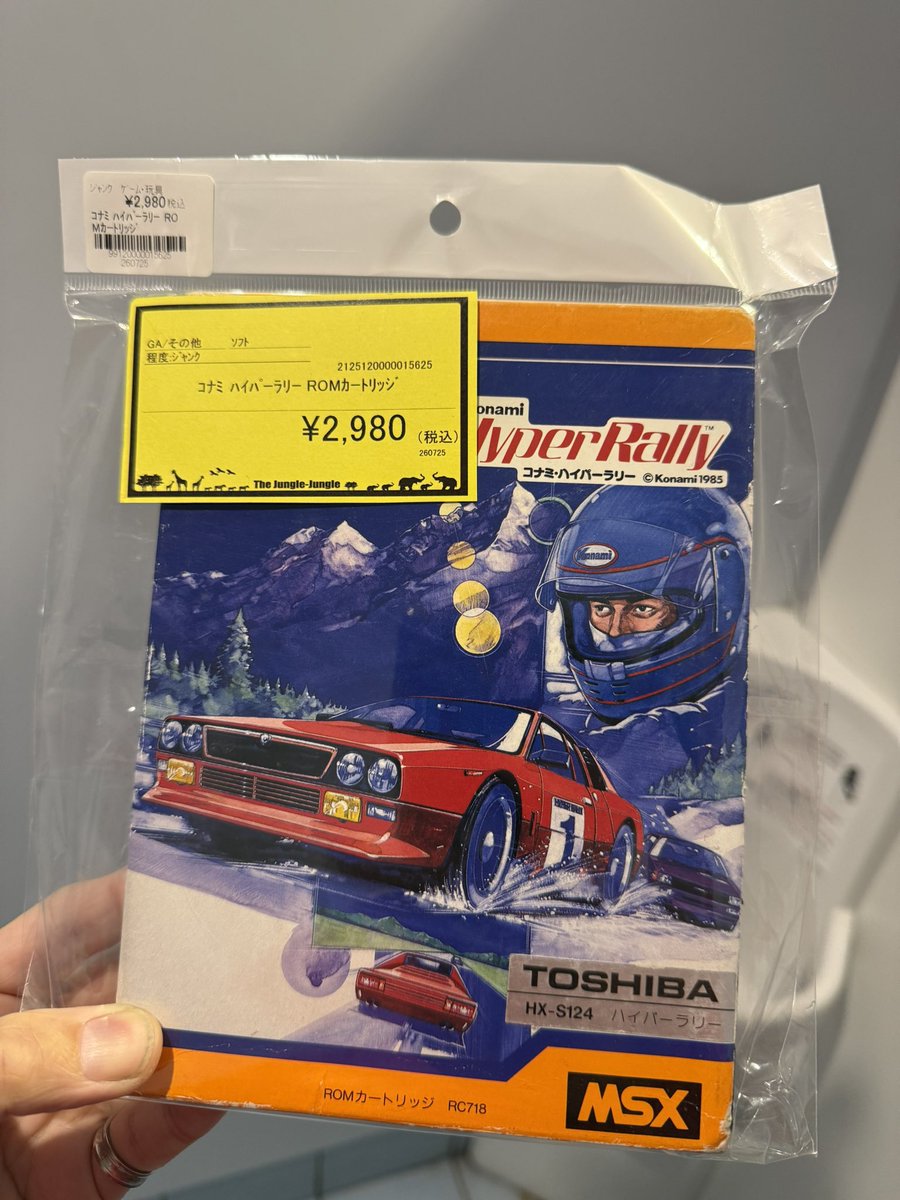 ジャンク ゲーム・玩具
¥2,980税込
コナミ ハイパーラリー RO
Mカートリッジ
9912000015625
260725
GA/その他 ソフト
程度:ジャンク
2125120000015625
コナミ ハイパーラリー ROMカートリッジ
¥2,980 (税込)
260725
The Jungle-Jungle
onami
HyperRally™
コナミ・ハイパーラリー ©Konami 1985
Konami
1
TOSHIBA
HX-S124 ハイパーラリー
ROMカートリッジ RC718
MSX